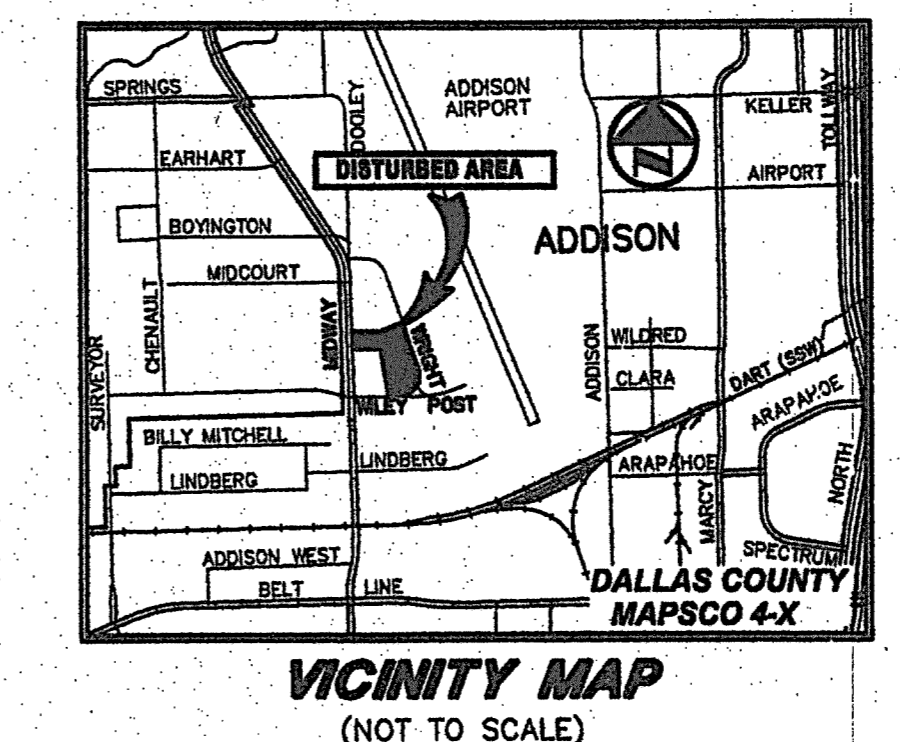 SPRINGS
DOOLEY
ADDISON
AIRPORT
KELLER
TOLLWAY
EARHART
DISTURBED AREA
AIRPORT
N
BOYINGTON
ADDISON
MIDCOURT
CHENAULT
MIDWAY
WRIGHT
SURVEYOR
ADDISON
WILDRED
DART (SSW)
CLARA
ARAPAHOE
WILEY POST
BILLY MITCHELL
LINDBERG
LINDBERG
ARAPAHOE
MARCY
NORTH
SPECTRUM
ADDISON WEST
BELT LINE
DALLAS COUNTY
MAPSCO 4-X
VICINITY MAP
(NOT TO SCALE)